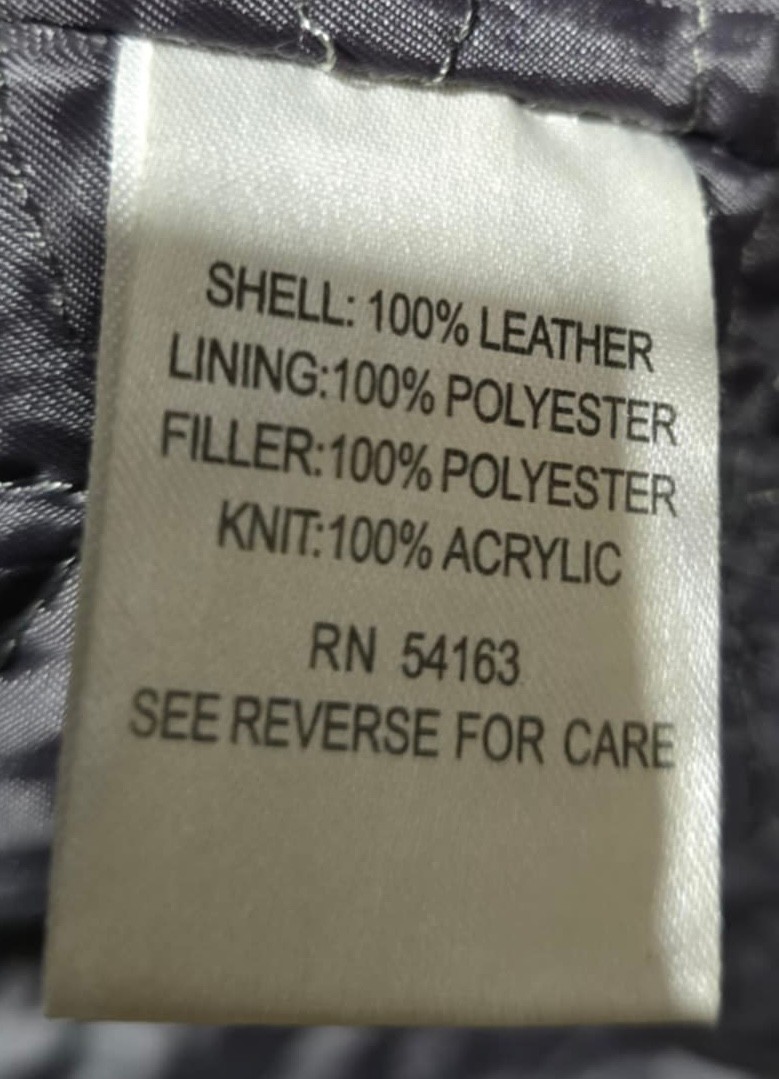 SHELL: 100% LEATHER
LINING:100% POLYESTER
FILLER:100% POLYESTER
KNIT:100% ACRYLIC
RN 54163
SEE REVERSE FOR CARE